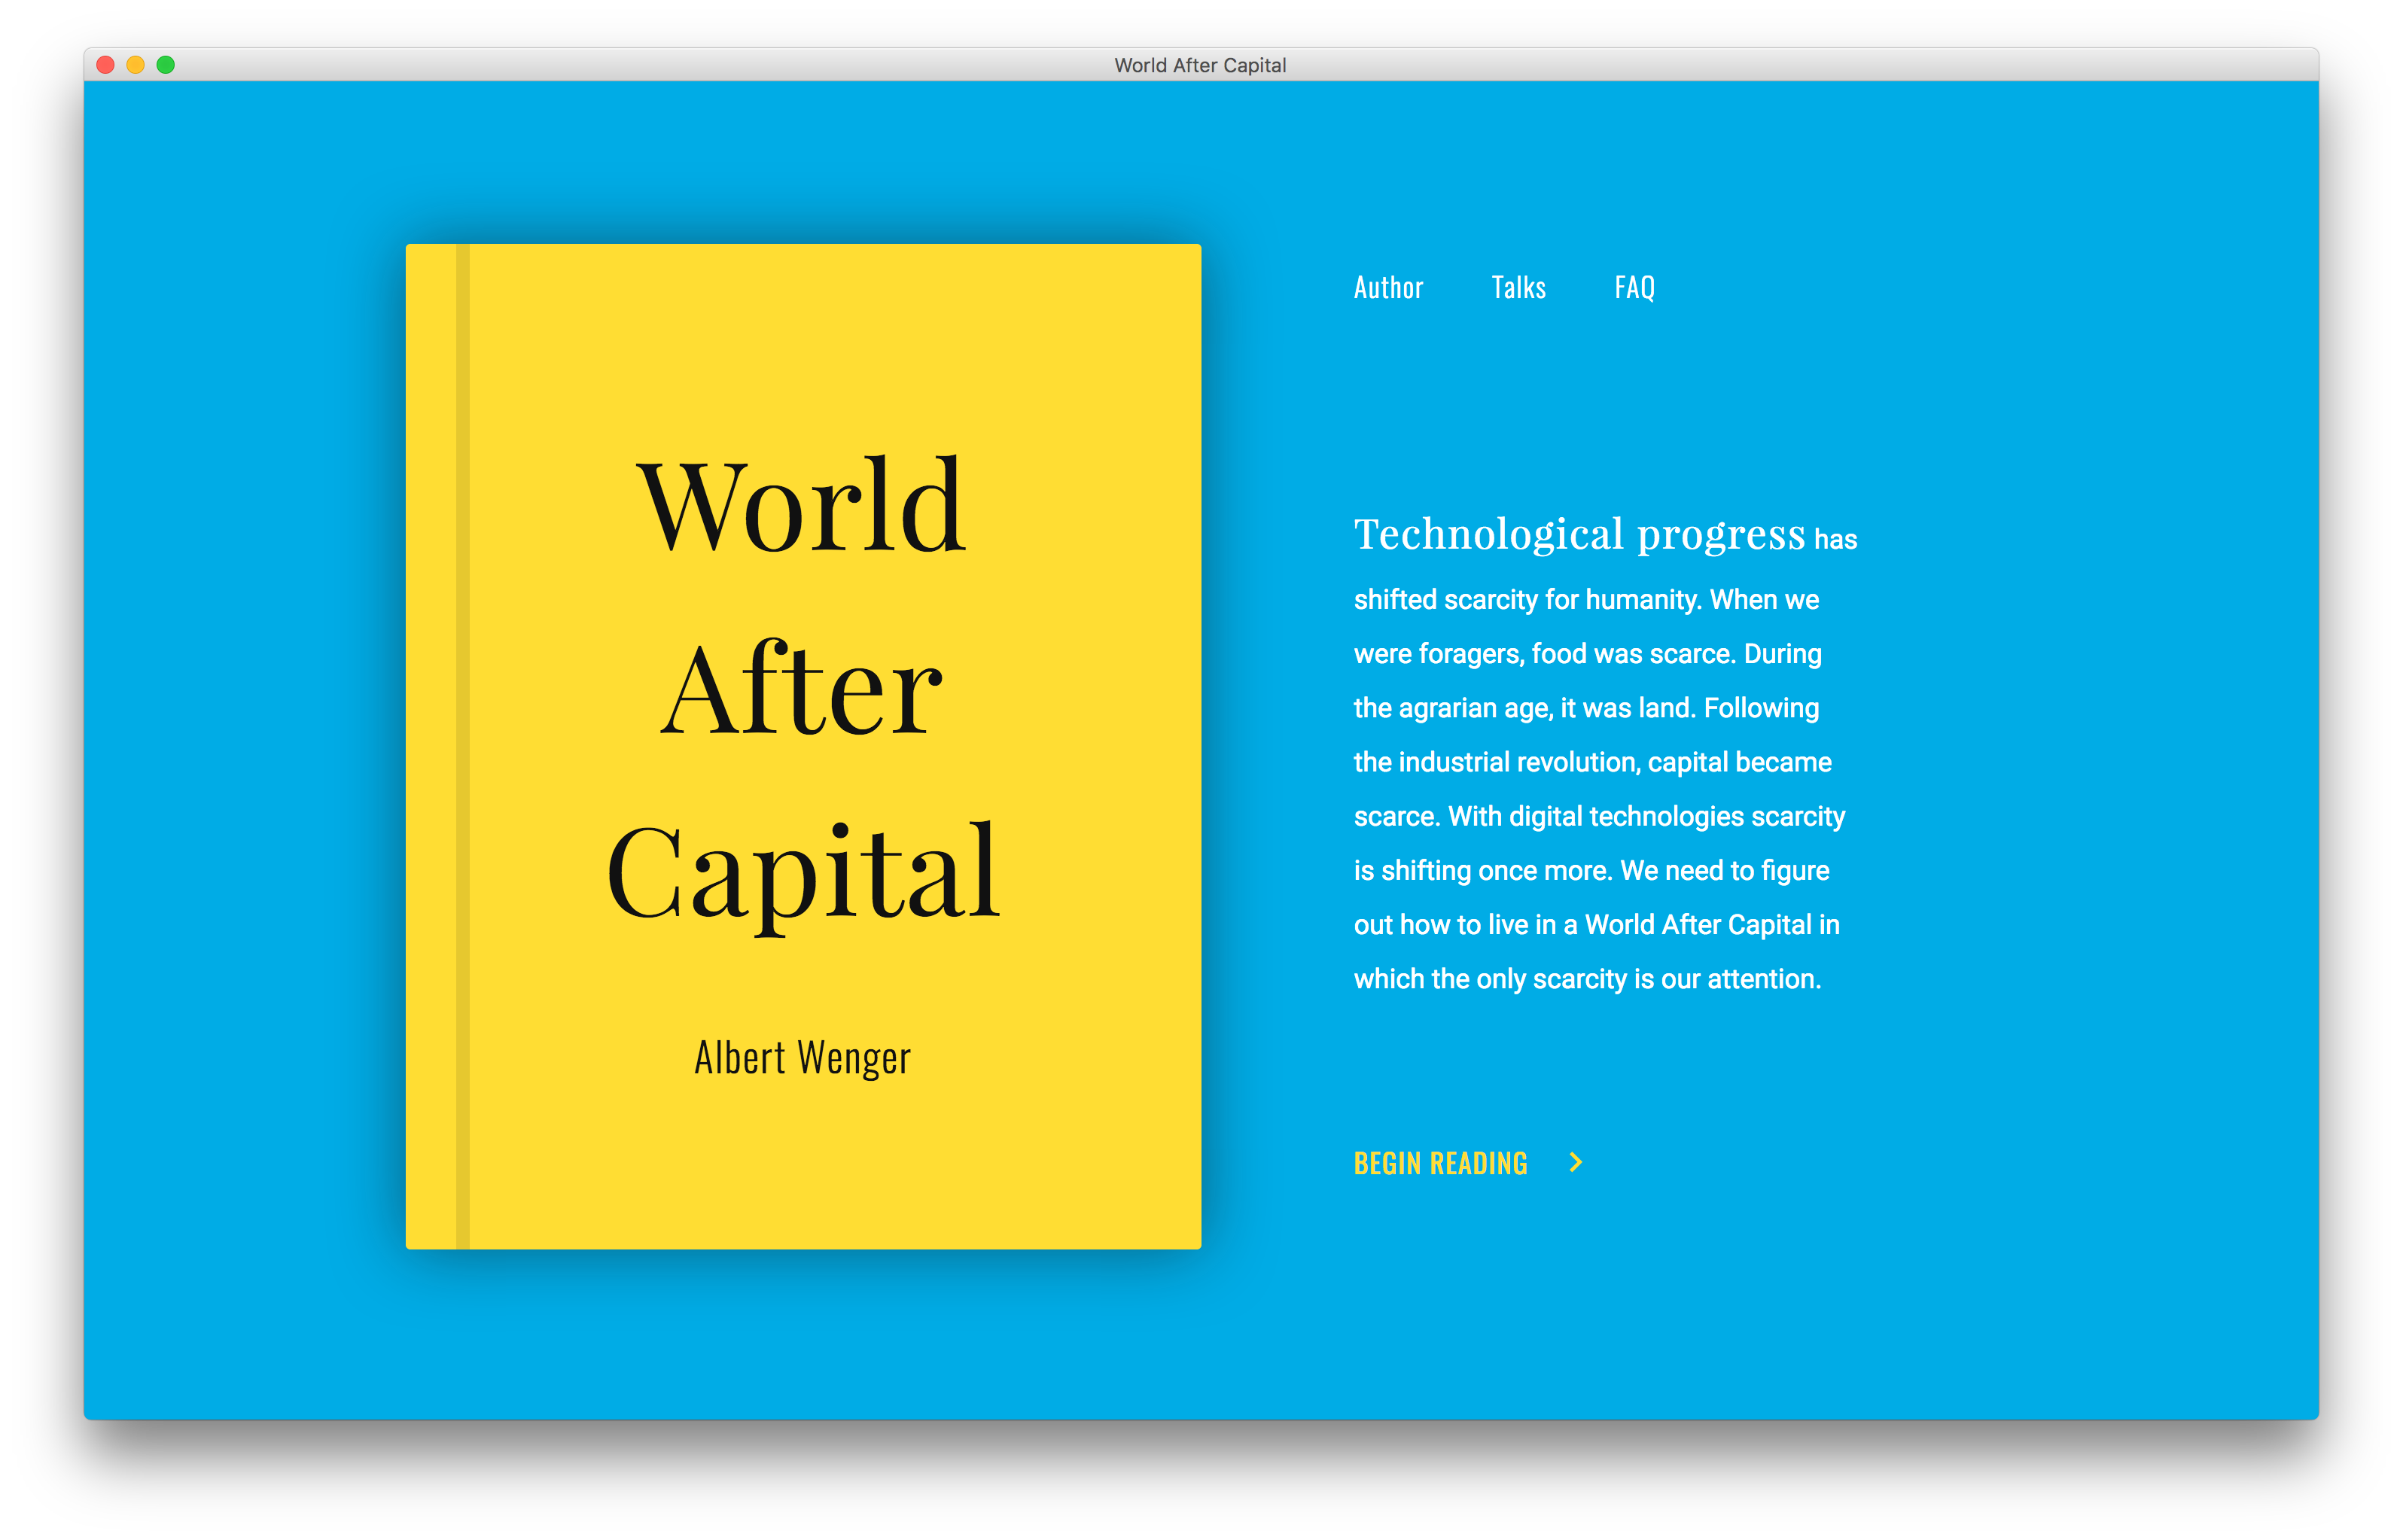 World After Capital
World
After
Capital
Albert Wenger
Author Talks FAQ
Technological progress has
shifted scarcity for humanity. When we
were foragers, food was scarce. During
the agrarian age, it was land. Following
the industrial revolution, capital became
scarce. With digital technologies scarcity
is shifting once more. We need to figure
out how to live in a World After Capital in
which the only scarcity is our attention.
BEGIN READING